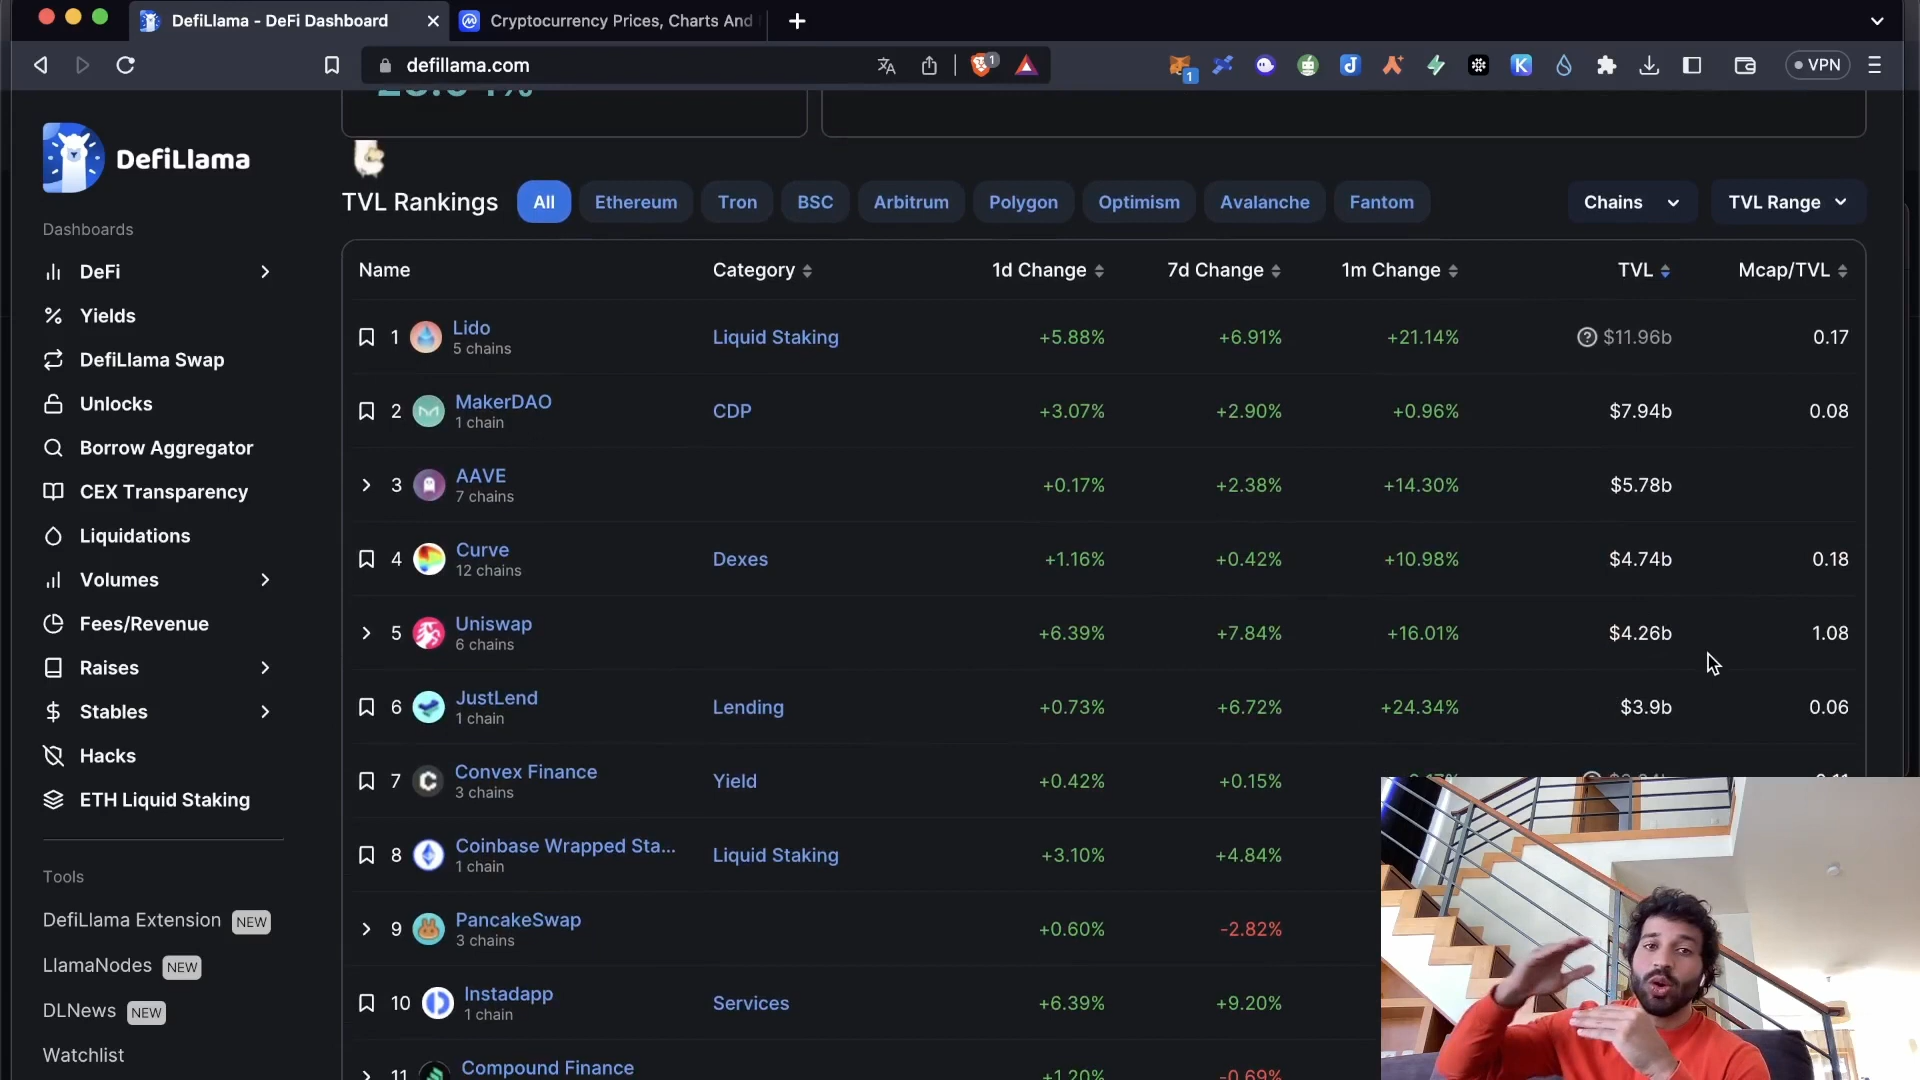 DefiLlama - DeFi Dashboard
Cryptocurrency Prices, Charts And
defillama.com
1
1
VPN
DefiLlama
Dashboards
DeFi
Yields
DefiLlama Swap
Unlocks
Borrow Aggregator
CEX Transparency
Liquidations
Volumes
Fees/Revenue
Raises
Stables
Hacks
ETH Liquid Staking
Tools
DefiLlama Extension NEW
LlamaNodes NEW
DLNews NEW
Watchlist
TVL Rankings All Ethereum Tron BSC Arbitrum Polygon Optimism Avalanche Fantom Chains TVL Range
Name Category 1d Change 7d Change 1m Change TVL Mcap/TVL
1 Lido Liquid Staking +5.88% +6.91% +21.14% $11.96b 0.17
5 chains
2 MakerDAO CDP +3.07% +2.90% +0.96% $7.94b 0.08
1 chain
3 AAVE +0.17% +2.38% +14.30% $5.78b
7 chains
4 Curve Dexes +1.16% +0.42% +10.98% $4.74b 0.18
12 chains
5 Uniswap +6.39% +7.84% +16.01% $4.26b 1.08
6 chains
6 JustLend Lending +0.73% +6.72% +24.34% $3.9b 0.06
1 chain
7 Convex Finance Yield +0.42% +0.15%
3 chains
8 Coinbase Wrapped Sta... Liquid Staking +3.10% +4.84%
1 chain
9 PancakeSwap +0.60% -2.82%
3 chains
10 Instadapp Services +6.39% +9.20%
1 chain
11 Compound Finance +1.20% -0.69%